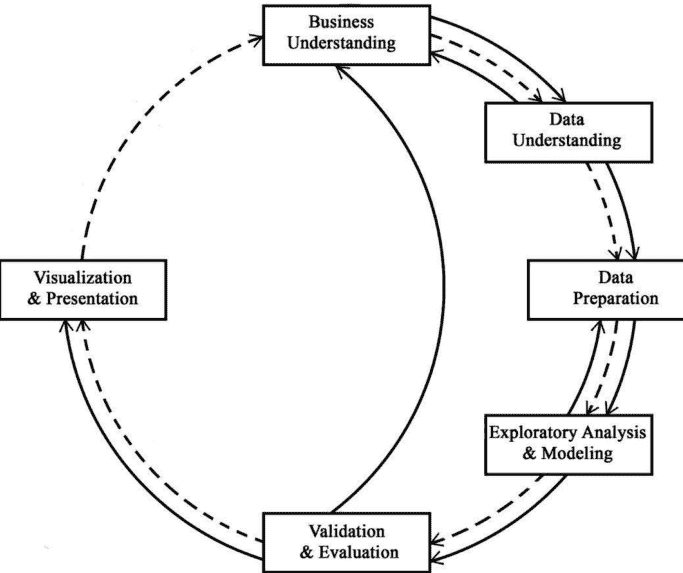 Business
Understanding
Data
Understanding
Data
Preparation
Exploratory Analysis
& Modeling
Validation
& Evaluation
Visualization
& Presentation